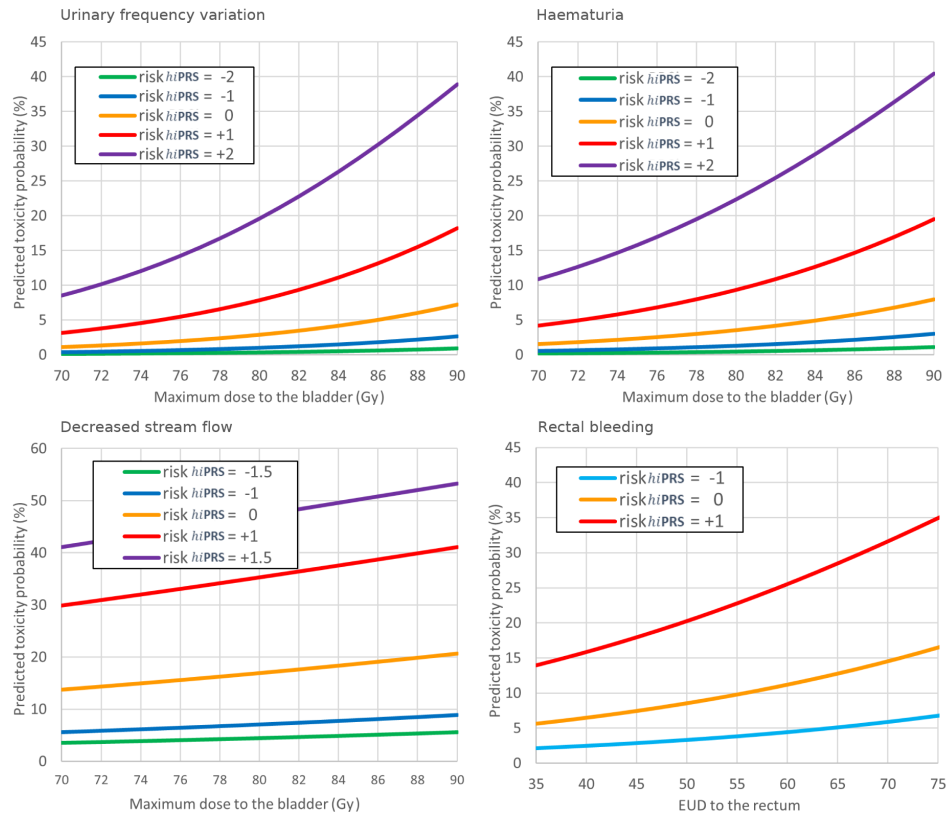 Urinary frequency variation
Predicted toxicity probability (%)
45
40
35
30
25
20
15
10
5
0
risk hiPRS = -2
risk hiPRS = -1
risk hiPRS = 0
risk hiPRS = +1
risk hiPRS = +2
70 72 74 76 78 80 82 84 86 88 90
Maximum dose to the bladder (Gy)
Haematuria
Predicted toxicity probability (%)
45
40
35
30
25
20
15
10
5
0
risk hiPRS = -2
risk hiPRS = -1
risk hiPRS = 0
risk hiPRS = +1
risk hiPRS = +2
70 72 74 76 78 80 82 84 86 88 90
Maximum dose to the bladder (Gy)
Decreased stream flow
Predicted toxicity probability (%)
60
50
40
30
20
10
0
risk hiPRS = -1.5
risk hiPRS = -1
risk hiPRS = 0
risk hiPRS = +1
risk hiPRS = +1.5
70 72 74 76 78 80 82 84 86 88 90
Maximum dose to the bladder (Gy)
Rectal bleeding
Predicted toxicity probability (%)
45
40
35
30
25
20
15
10
5
0
risk hiPRS = -1
risk hiPRS = 0
risk hiPRS = +1
35 40 45 50 55 60 65 70 75
EUD to the rectum